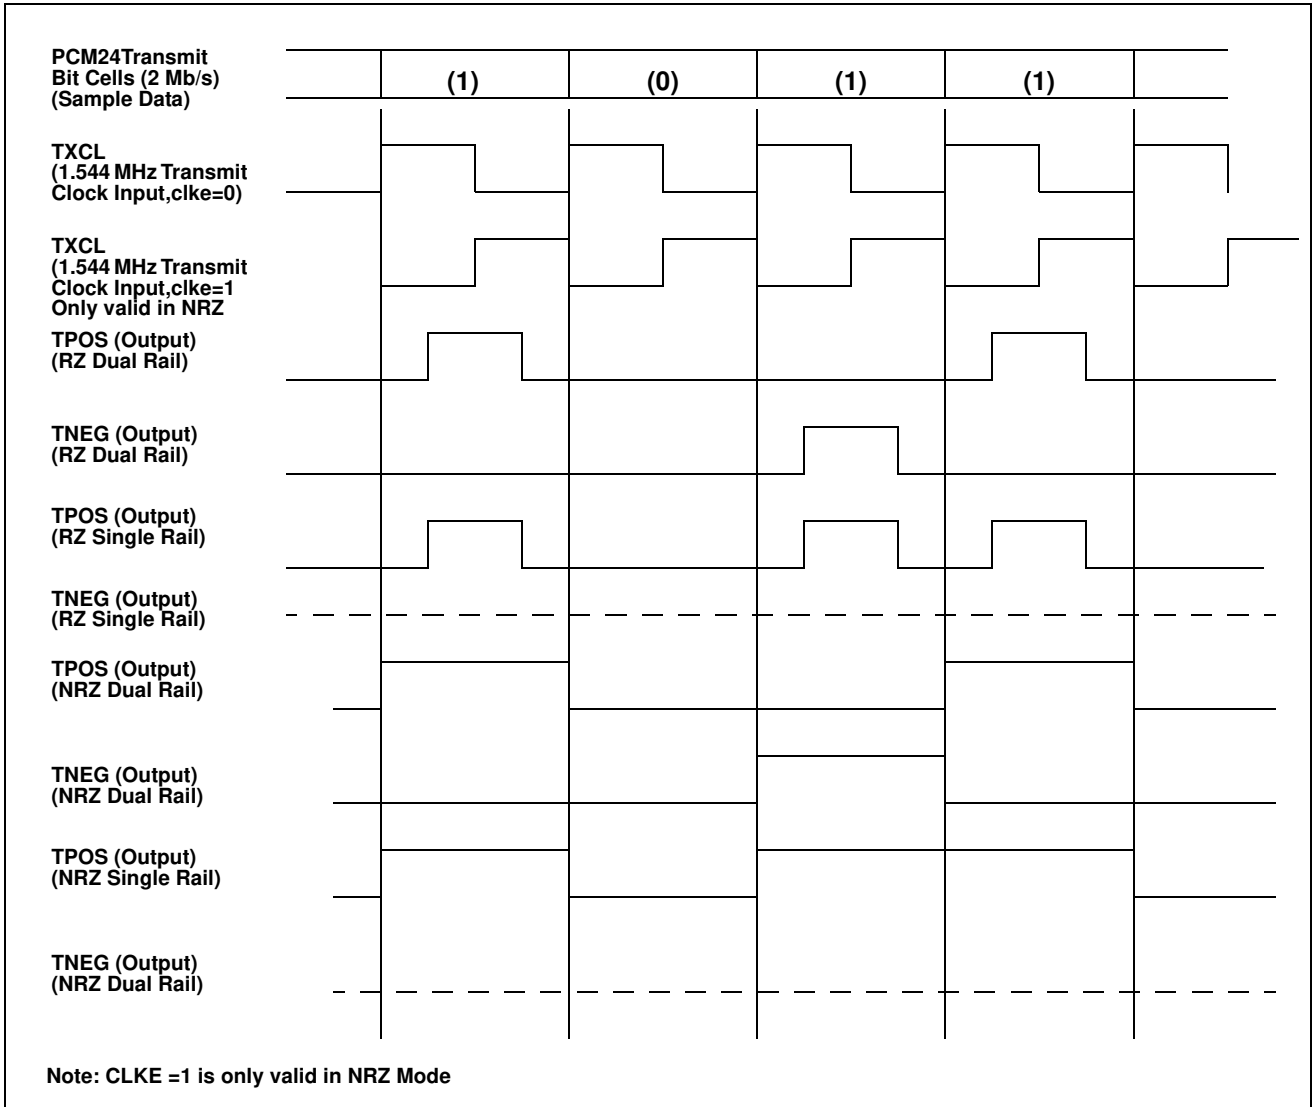 PCM24Transmit
Bit Cells (2 Mb/s)
(Sample Data)
(1)
(0)
(1)
(1)
TXCL
(1.544 MHz Transmit
Clock Input,clke=0)
TXCL
(1.544 MHz Transmit
Clock Input,clke=1
Only valid in NRZ
TPOS (Output)
(RZ Dual Rail)
TNEG (Output)
(RZ Dual Rail)
TPOS (Output)
(RZ Single Rail)
TNEG (Output)
(RZ Single Rail)
TPOS (Output)
(NRZ Dual Rail)
TNEG (Output)
(NRZ Dual Rail)
TPOS (Output)
(NRZ Single Rail)
TNEG (Output)
(NRZ Dual Rail)
Note: CLKE =1 is only valid in NRZ Mode